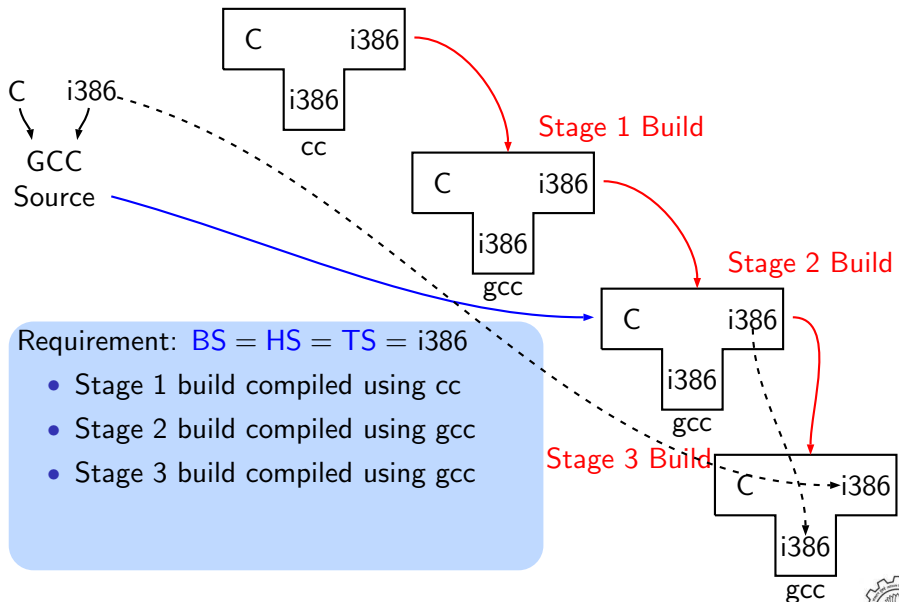 C i386
i386
cc
C i386
GCC
Source
Stage 1 Build
C i386
i386
gcc
Stage 2 Build
C i386
i386
gcc
Requirement: BS = HS = TS = i386
• Stage 1 build compiled using cc
• Stage 2 build compiled using gcc
• Stage 3 build compiled using gcc
Stage 3 Build
C i386
i386
gcc